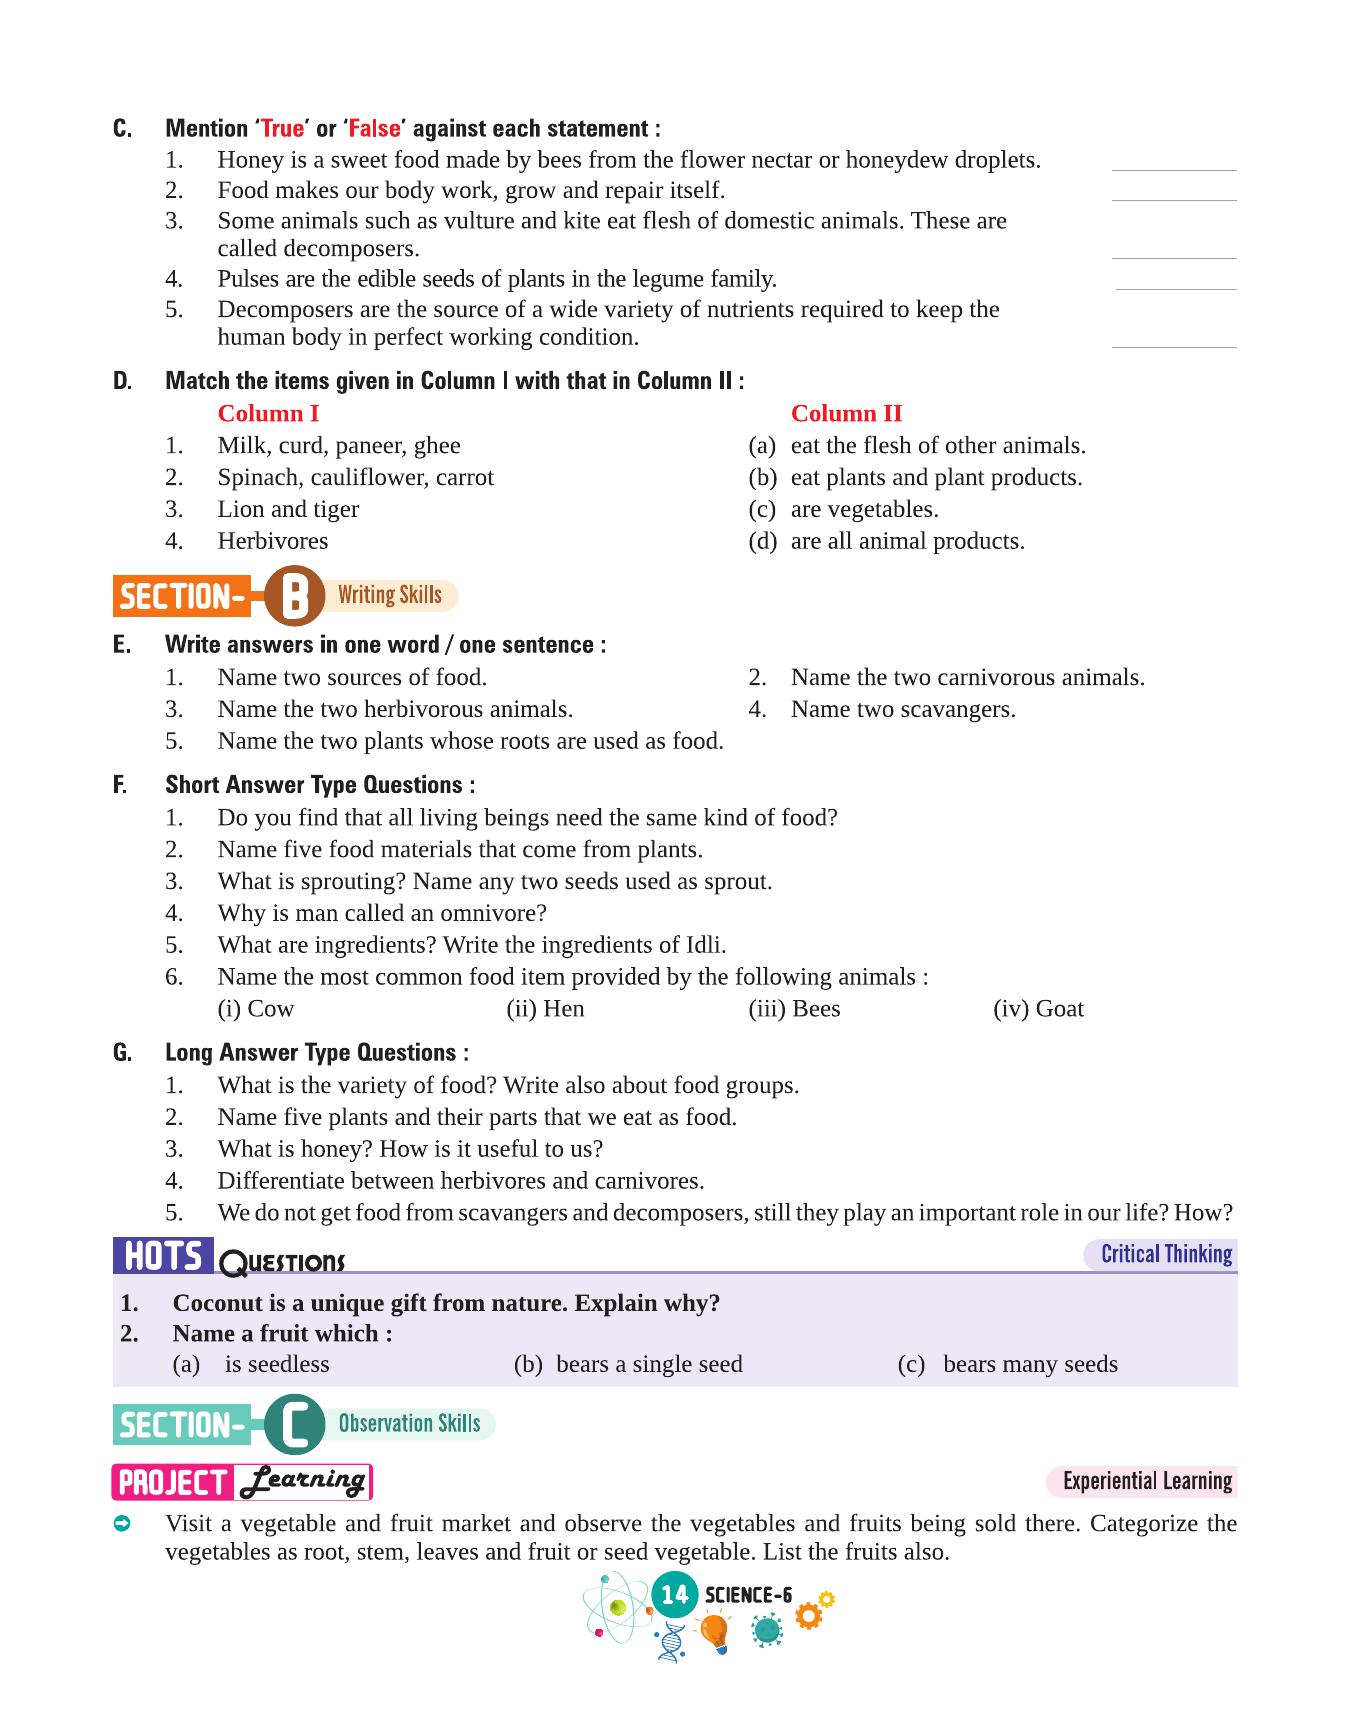 C. Mention ‘True’ or ‘False’ against each statement :
1. Honey is a sweet food made by bees from the flower nectar or honeydew droplets.
2. Food makes our body work, grow and repair itself.
3. Some animals such as vulture and kite eat flesh of domestic animals. These are
called decomposers.
4. Pulses are the edible seeds of plants in the legume family.
5. Decomposers are the source of a wide variety of nutrients required to keep the
human body in perfect working condition.
D. Match the items given in Column I with that in Column II :
Column I Column II
1. Milk, curd, paneer, ghee (a) eat the flesh of other animals.
2. Spinach, cauliflower, carrot (b) eat plants and plant products.
3. Lion and tiger (c) are vegetables.
4. Herbivores (d) are all animal products.
SECTION- B Writing Skills
E. Write answers in one word / one sentence :
1. Name two sources of food. 2. Name the two carnivorous animals.
3. Name the two herbivorous animals. 4. Name two scavangers.
5. Name the two plants whose roots are used as food.
F. Short Answer Type Questions :
1. Do you find that all living beings need the same kind of food?
2. Name five food materials that come from plants.
3. What is sprouting? Name any two seeds used as sprout.
4. Why is man called an omnivore?
5. What are ingredients? Write the ingredients of Idli.
6. Name the most common food item provided by the following animals :
(i) Cow (ii) Hen (iii) Bees (iv) Goat
G. Long Answer Type Questions :
1. What is the variety of food? Write also about food groups.
2. Name five plants and their parts that we eat as food.
3. What is honey? How is it useful to us?
4. Differentiate between herbivores and carnivores.
5. We do not get food from scavangers and decomposers, still they play an important role in our life? How?
HOTS QUESTIONS Critical Thinking
1. Coconut is a unique gift from nature. Explain why?
2. Name a fruit which :
(a) is seedless (b) bears a single seed (c) bears many seeds
SECTION- C Observation Skills
PROJECT Learning Experiential Learning
Visit a vegetable and fruit market and observe the vegetables and fruits being sold there. Categorize the
vegetables as root, stem, leaves and fruit or seed vegetable. List the fruits also.
14 SCIENCE-6